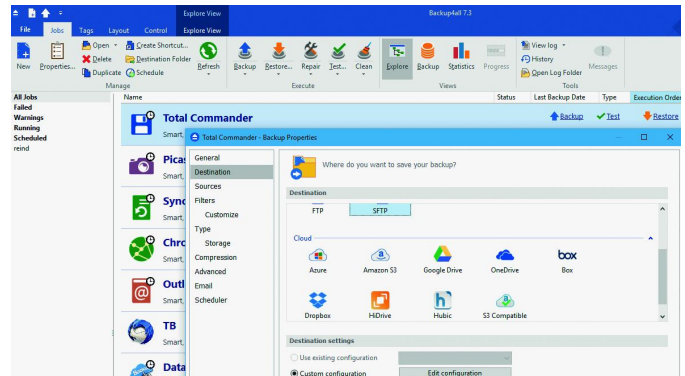 Explore View
Backup4all 7.3
File Jobs Tags Layout Control Explore View
New Properties... Open Delete Duplicate Create Shortcut... Destination Folder Schedule Refresh Backup Restore... Repair Test... Clean Explore Backup Statistics Progress View log History Open Log Folder Messages
Manage Execute Views Tools
All Jobs
Failed
Warnings
Running
Scheduled
reind
Name Status Last Backup Date Type Execution Order
Total Commander Backup Test Restore
Smart,
Total Commander - Backup Properties
Pica
Smart,
Sync
Smart,
Chrc
Smart,
Outl
Smart,
TB
Smart,
Data
General
Destination
Sources
Filters
Customize
Type
Storage
Compression
Advanced
Email
Scheduler
Where do you want to save your backup?
Destination
FTP SFTP
Cloud
Azure Amazon S3 Google Drive OneDrive box Box
Dropbox HiDrive Hubic S3 Compatible
Destination settings
Use existing configuration
Custom configuration Edit configuration